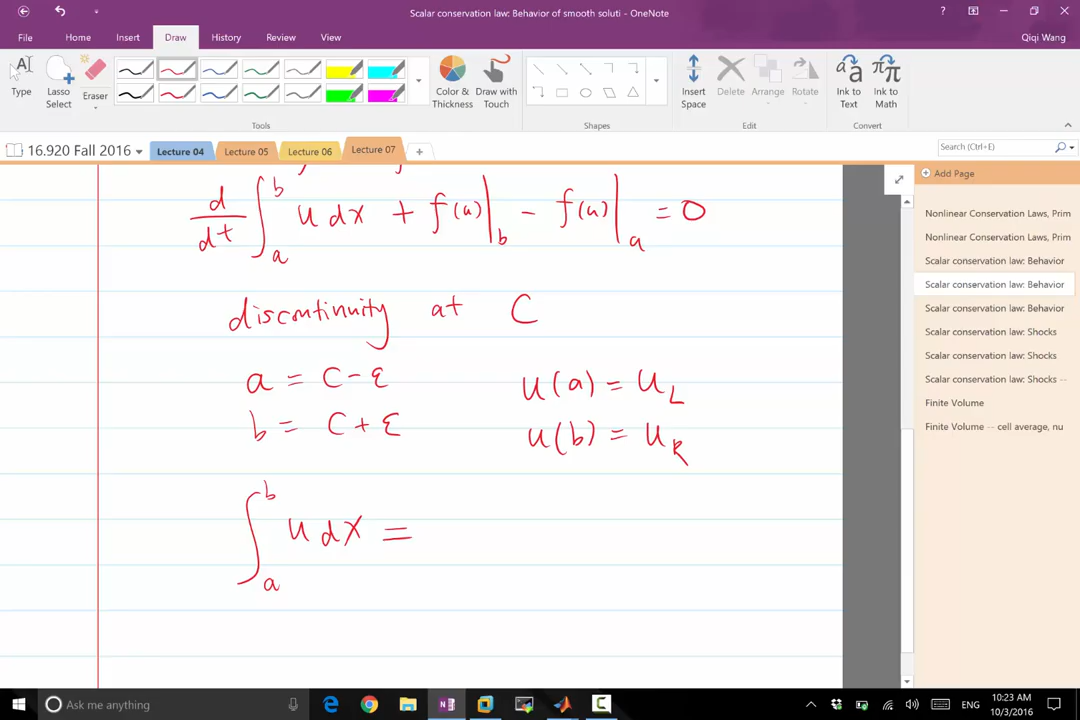 Scalar conservation law: Behavior of smooth soluti - OneNote
?
File Home Insert Draw History Review View
Qiqi Wang
Type
Lasso Select
Eraser
Color & Thickness
Draw with Touch
Insert Space
Delete
Arrange
Rotate
Ink to Text
Ink to Math
Tools
Shapes
Edit
Convert
16.920 Fall 2016
Lecture 04
Lecture 05
Lecture 06
Lecture 07
Search (Ctrl+E)
Add Page
Nonlinear Conservation Laws, Prim
Nonlinear Conservation Laws, Prim
Scalar conservation law: Behavior
Scalar conservation law: Behavior
Scalar conservation law: Behavior
Scalar conservation law: Shocks
Scalar conservation law: Shocks
Scalar conservation law: Shocks --
Finite Volume
Finite Volume -- cell average, nu
d/dt ∫_a^b u dx + f(u)|_b - f(u)|_a = 0
discontinuity at C
a = C - ε u(a) = u_L
b = C + ε u(b) = u_R
∫_a^b u dx =
Ask me anything
ENG
10:23 AM
10/3/2016